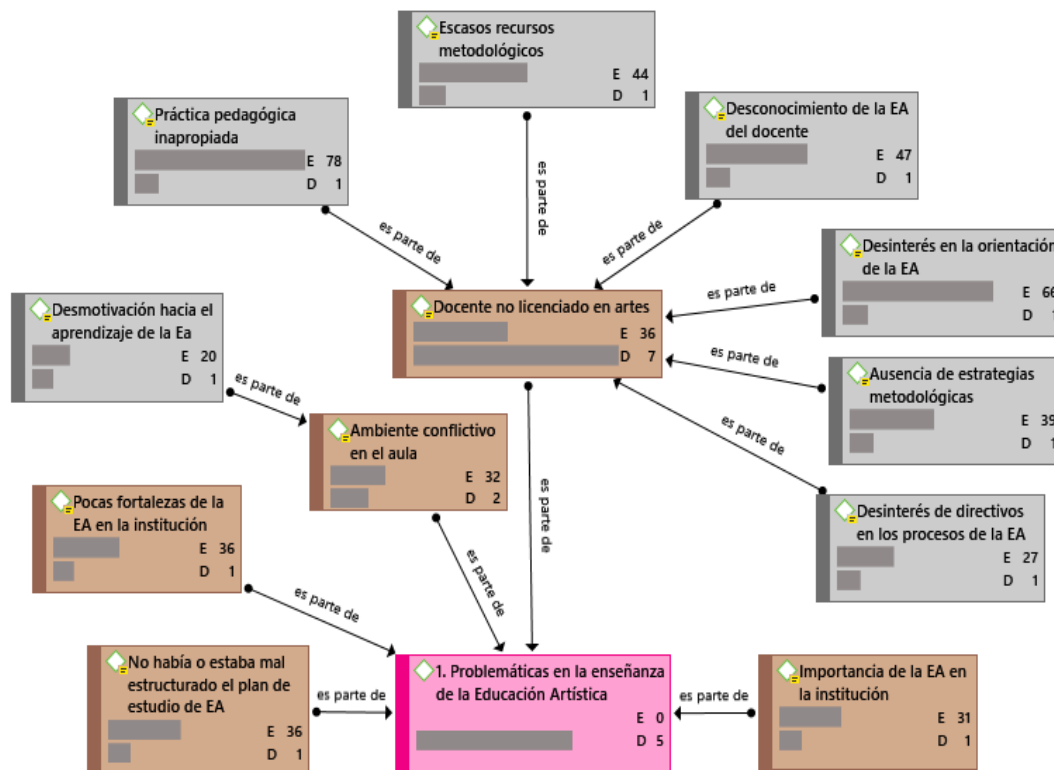 Escasos recursos
metodológicos
E 44
D 1
Práctica pedagógica
inapropiada
E 78
D 1
Desconocimiento de la EA
del docente
E 47
D 1
es parte de
es parte de
es parte de
Desinterés en la orientación
de la EA
E 66
D 1
es parte de
Docente no licenciado en artes
E 36
D 7
Desmotivación hacia el
aprendizaje de la Ea
E 20
D 1
es parte de
es parte de
Ausencia de estrategias
metodológicas
E 39
D 1
es parte de
Ambiente conflictivo
en el aula
E 32
D 2
es parte de
Pocas fortalezas de la
EA en la institución
E 36
D 1
Desinterés de directivos
en los procesos de la EA
E 27
D 1
es parte de
es parte de
No había o estaba mal
estructurado el plan de
estudio de EA
E 36
D 1
es parte de
1. Problemáticas en la enseñanza
de la Educación Artística
E 0
D 5
es parte de
Importancia de la EA en
la institución
E 31
D 1